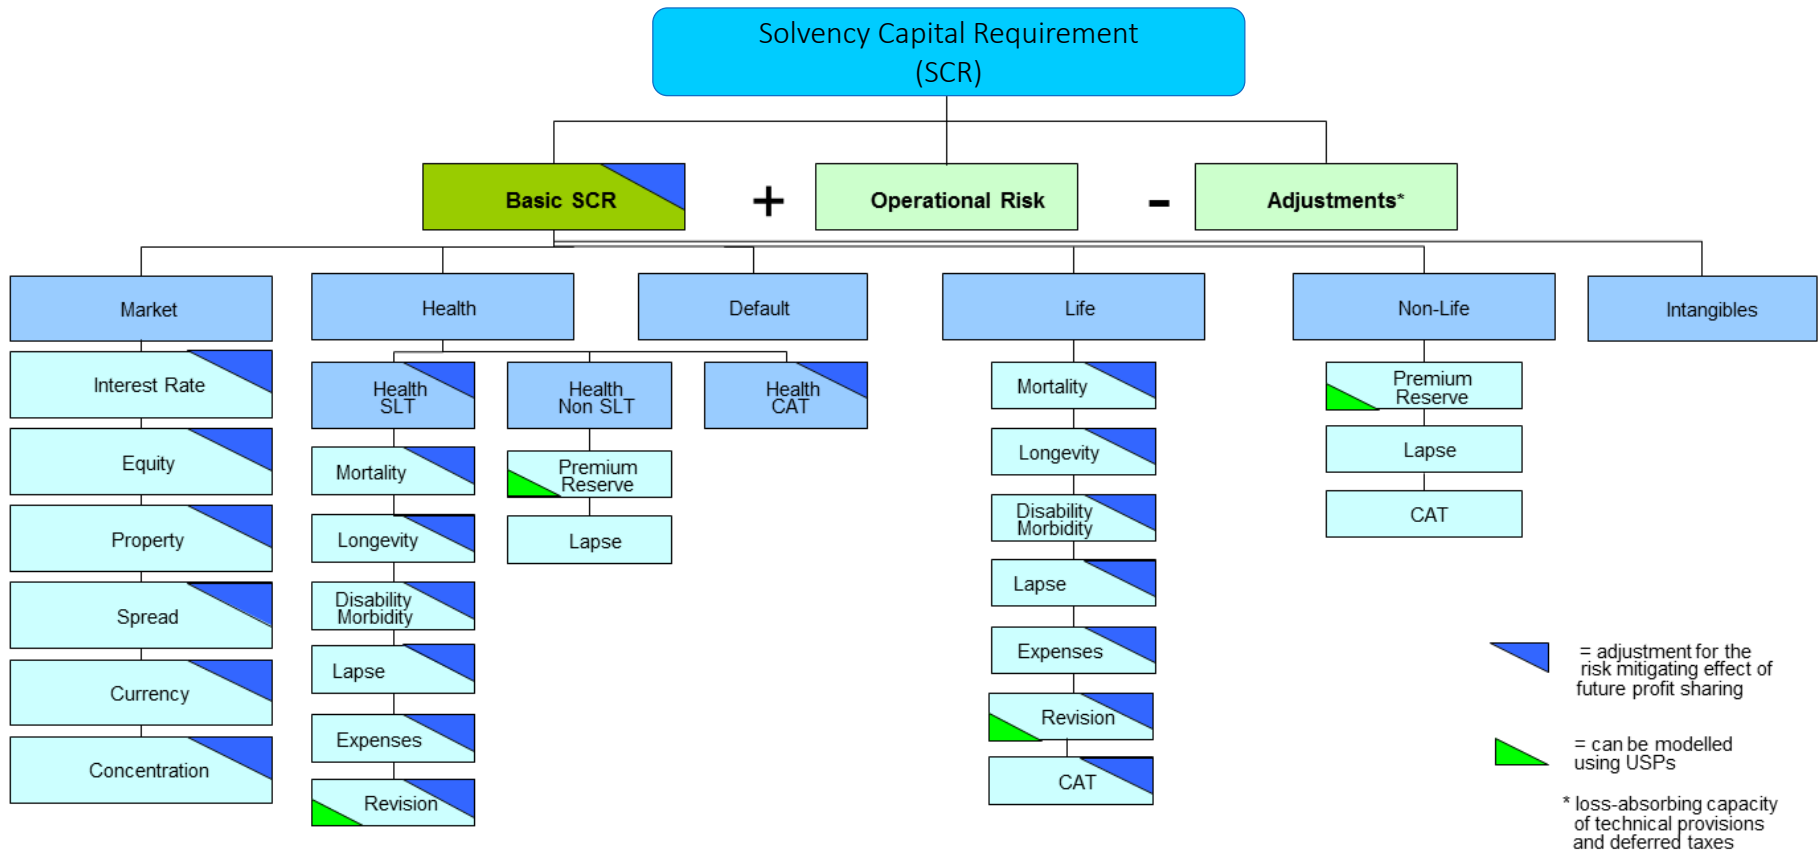 Solvency Capital Requirement
(SCR)
Basic SCR
+
Operational Risk
-
Adjustments*
Market
Health
Default
Life
Non-Life
Intangibles
Interest Rate
Equity
Property
Spread
Currency
Concentration
Health
SLT
Mortality
Longevity
Disability
Morbidity
Lapse
Expenses
Revision
Health
Non SLT
Premium
Reserve
Lapse
Health
CAT
Mortality
Longevity
Disability
Morbidity
Lapse
Expenses
Revision
CAT
Premium
Reserve
Lapse
CAT
= adjustment for the
risk mitigating effect of
future profit sharing
= can be modelled
using USPs
* loss-absorbing capacity
of technical provisions
and deferred taxes